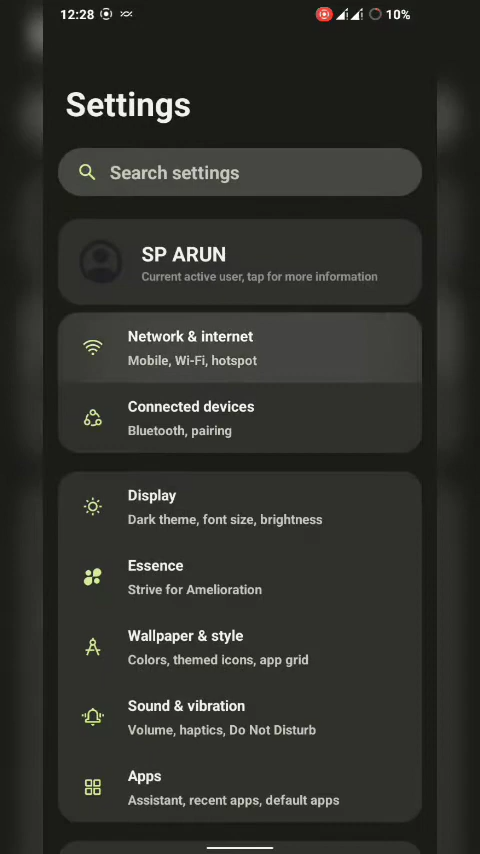 12:28
10%
Settings
Search settings
SP ARUN
Current active user, tap for more information
Network & internet
Mobile, Wi-Fi, hotspot
Connected devices
Bluetooth, pairing
Display
Dark theme, font size, brightness
Essence
Strive for Amelioration
Wallpaper & style
Colors, themed icons, app grid
Sound & vibration
Volume, haptics, Do Not Disturb
Apps
Assistant, recent apps, default apps